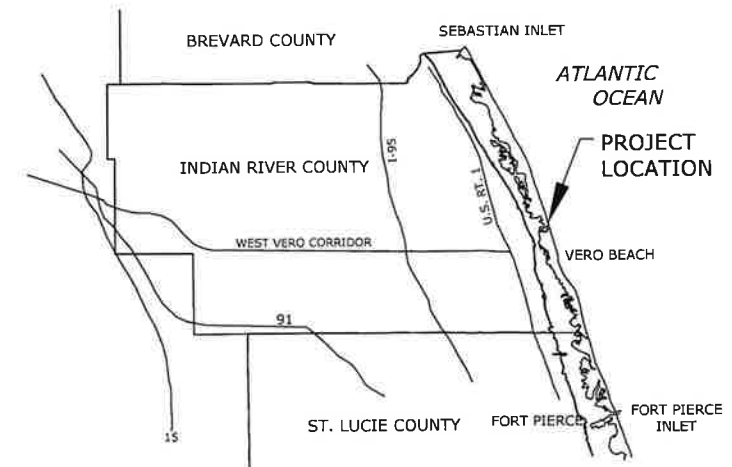 SEBASTIAN INLET
BREVARD COUNTY
ATLANTIC
OCEAN
PROJECT
LOCATION
INDIAN RIVER COUNTY
I-95
U.S. RT. 1
WEST VERO CORRIDOR
VERO BEACH
91
ST. LUCIE COUNTY
FORT PIERCE
FORT PIERCE
INLET
15